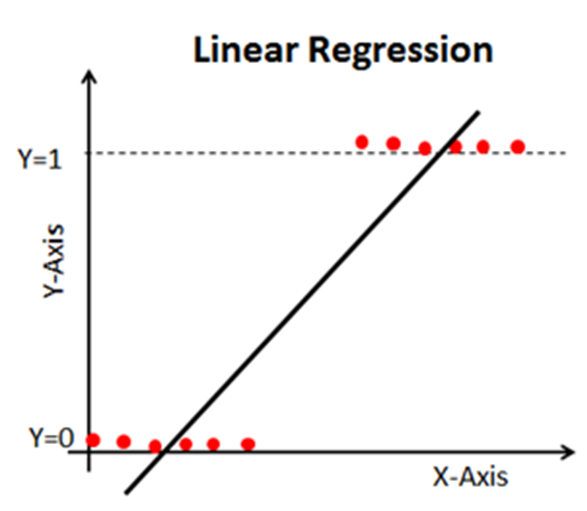 Linear Regression
Y=1
Y-Axis
Y=0
X-Axis